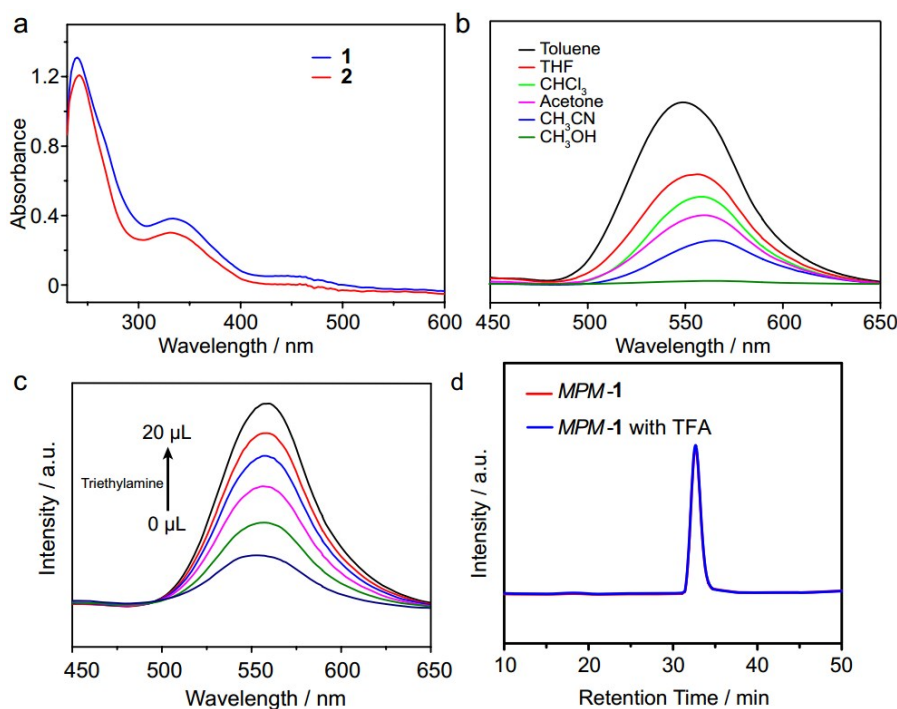 a
1
2
1.2
0.8
0.4
0
Absorbance
300
400
500
600
Wavelength / nm
b
Toluene
THF
CHCl₃
Acetone
CH₃CN
CH₃OH
450
500
550
600
650
Wavelength / nm
c
20 µL
Triethylamine
0 µL
Intensity / a.u.
450
500
550
600
650
Wavelength / nm
d
MPM-1
MPM-1 with TFA
Intensity / a.u.
10
20
30
40
50
Retention Time / min